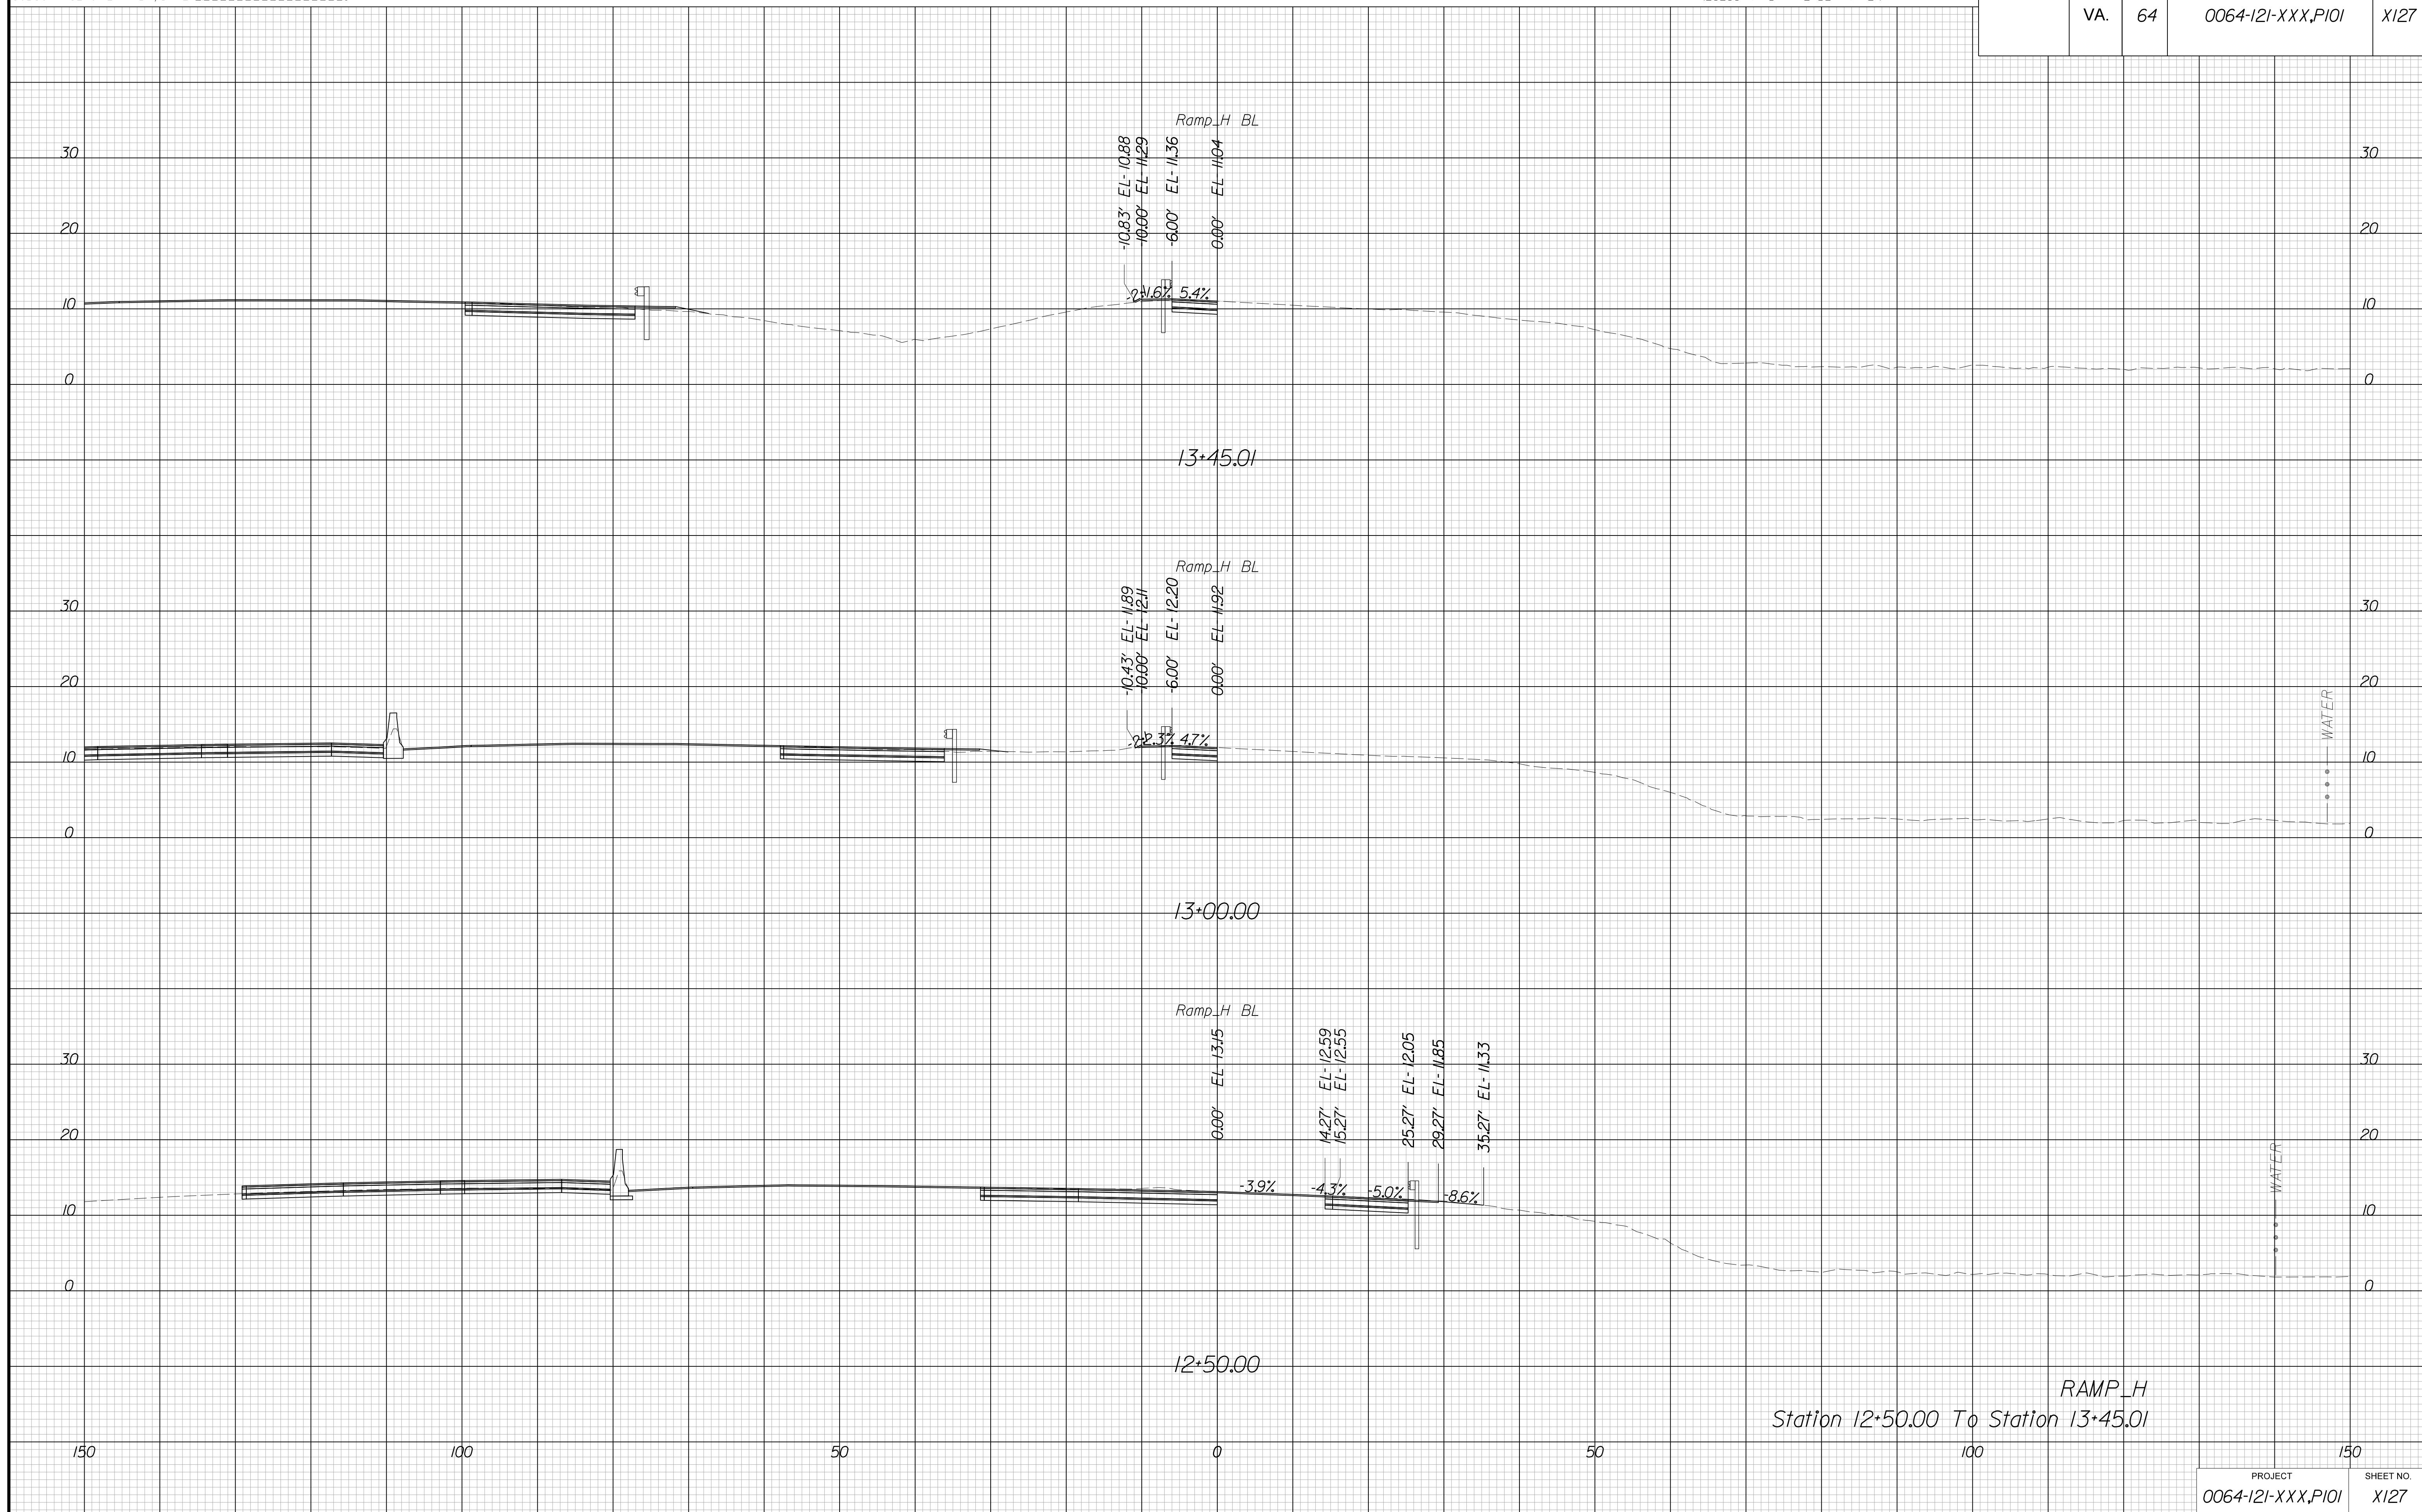 VA. 64 0064-121-XXX,P101 X127
Ramp_H BL
-10.83' EL- 10.88
-10.00' EL- 11.29
-6.00' EL- 11.36
0.00' EL 11.04
30 30
20 20
-1.6% 5.4%
10 10
0 0
13+45.01
Ramp_H BL
-10.43' EL- 11.89
-10.00' EL- 12.11
-6.00' EL- 12.20
0.00' EL 11.92
30 30
20 20
WATER
-2.3% 4.7%
10 10
0 0
13+00.00
Ramp_H BL
0.00' EL 13.15
14.27' EL- 12.59
15.27' EL- 12.55
25.27' EL- 12.05
29.27' EL- 11.85
35.27' EL- 11.33
30 30
20 20
WATER
-3.9% -4.3% -5.0% -8.6%
10 10
0 0
12+50.00
RAMP_H
Station 12+50.00 To Station 13+45.01
150 100 50 0 50 100 150
PROJECT SHEET NO.
0064-121-XXX,P101 X127